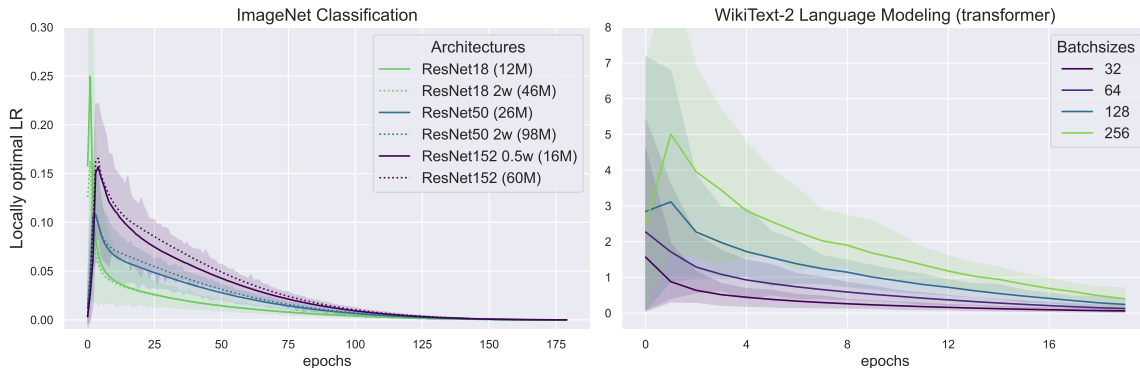 ImageNet Classification
Locally optimal LR
0.30
0.25
0.20
0.15
0.10
0.05
0.00
Architectures
ResNet18 (12M)
ResNet18 2w (46M)
ResNet50 (26M)
ResNet50 2w (98M)
ResNet152 0.5w (16M)
ResNet152 (60M)
0 25 50 75 100 125 150 175
epochs
WikiText-2 Language Modeling (transformer)
8
7
6
5
4
3
2
1
0
Batchsizes
32
64
128
256
0 4 8 12 16
epochs